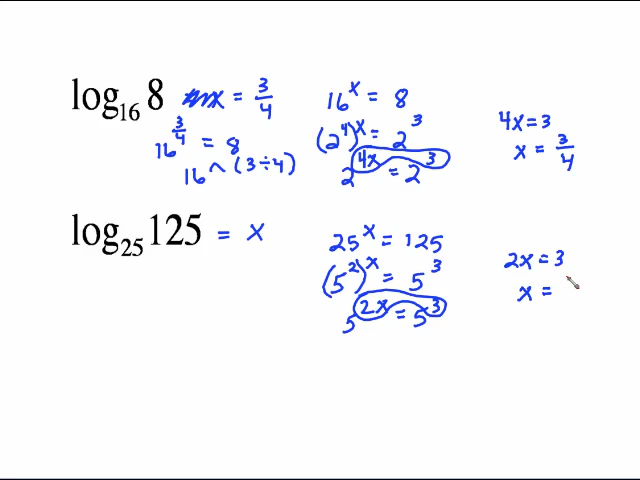 log₁₆ 8 = 3/4
16^(3/4) = 8
16 ^ (3 ÷ 4)
16^x = 8
(2^4)^x = 2^3
2^(4x) = 2^3
4x = 3
x = 3/4
log₂₅ 125 = x
25^x = 125
(5^2)^x = 5^3
5^(2x) = 5^3
2x = 3
x =